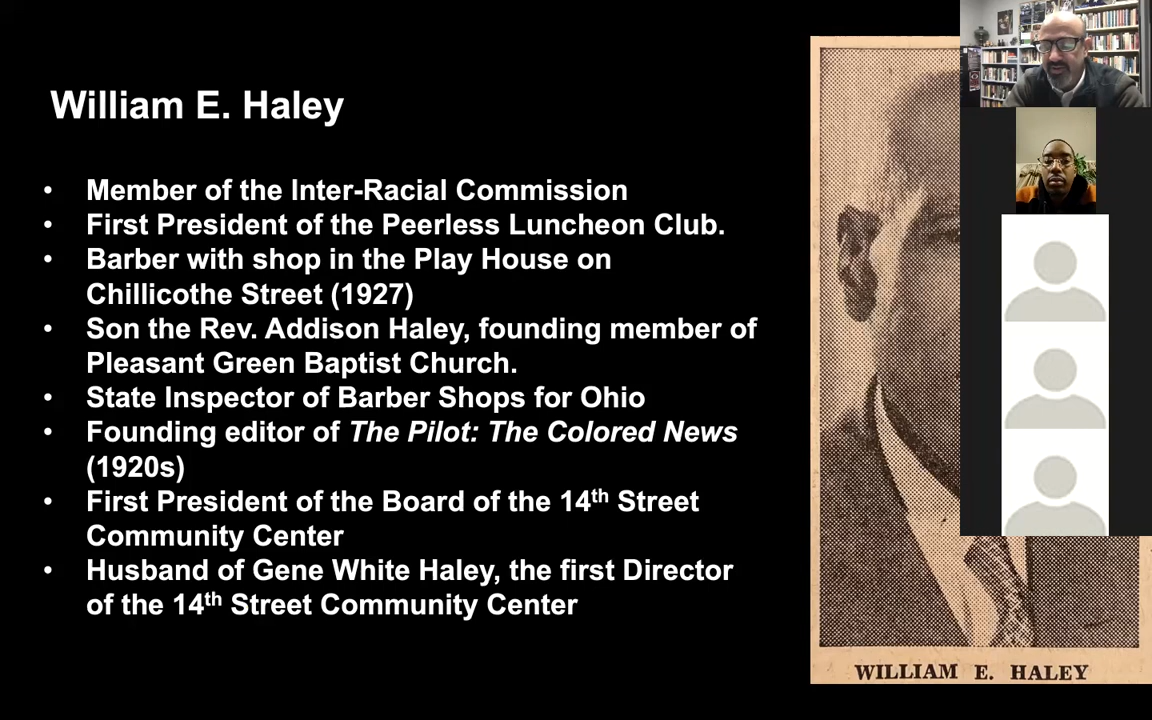 William E. Haley
• Member of the Inter-Racial Commission
• First President of the Peerless Luncheon Club.
• Barber with shop in the Play House on
Chillicothe Street (1927)
• Son the Rev. Addison Haley, founding member of
Pleasant Green Baptist Church.
• State Inspector of Barber Shops for Ohio
• Founding editor of The Pilot: The Colored News
(1920s)
• First President of the Board of the 14th Street
Community Center
• Husband of Gene White Haley, the first Director
of the 14th Street Community Center
WILLIAM E. HALEY